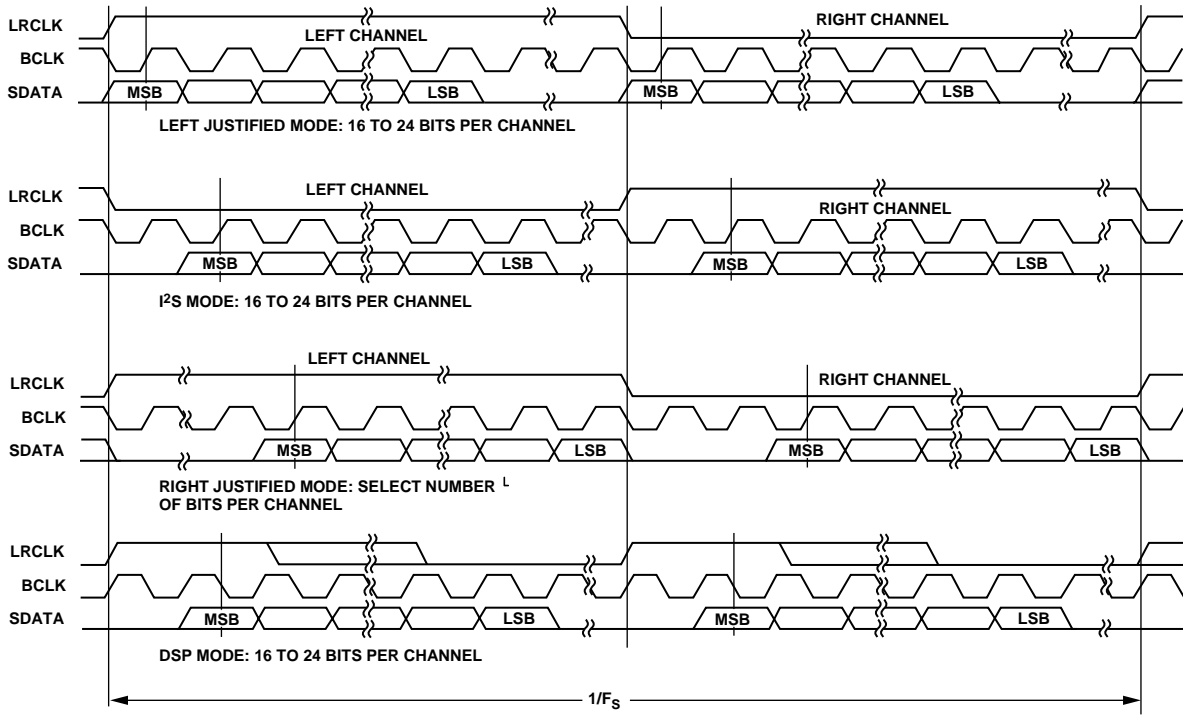 LRCLK
LEFT CHANNEL
RIGHT CHANNEL
BCLK
SDATA
MSB
LSB
MSB
LSB
LEFT JUSTIFIED MODE: 16 TO 24 BITS PER CHANNEL
LRCLK
LEFT CHANNEL
RIGHT CHANNEL
BCLK
SDATA
MSB
LSB
MSB
LSB
I2S MODE: 16 TO 24 BITS PER CHANNEL
LRCLK
LEFT CHANNEL
RIGHT CHANNEL
BCLK
SDATA
MSB
LSB
MSB
LSB
RIGHT JUSTIFIED MODE: SELECT NUMBER L
OF BITS PER CHANNEL
LRCLK
BCLK
SDATA
MSB
LSB
MSB
LSB
DSP MODE: 16 TO 24 BITS PER CHANNEL
1/FS